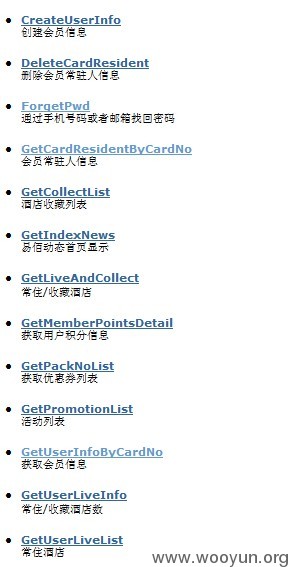 CreateUserInfo
创建会员信息
DeleteCardResident
删除会员常驻人信息
ForgetPwd
通过手机号码或者邮箱找回密码
GetCardResidentByCardNo
会员常驻人信息
GetCollectList
酒店收藏列表
GetIndexNews
易佰动态首页显示
GetLiveAndCollect
常住/收藏酒店
GetMemberPointsDetail
获取用户积分信息
GetPackNoList
获取优惠券列表
GetPromotionList
活动列表
GetUserInfoByCardNo
获取会员信息
GetUserLiveInfo
常住/收藏酒店数
GetUserLiveList
常住酒店
www.wooyun.org